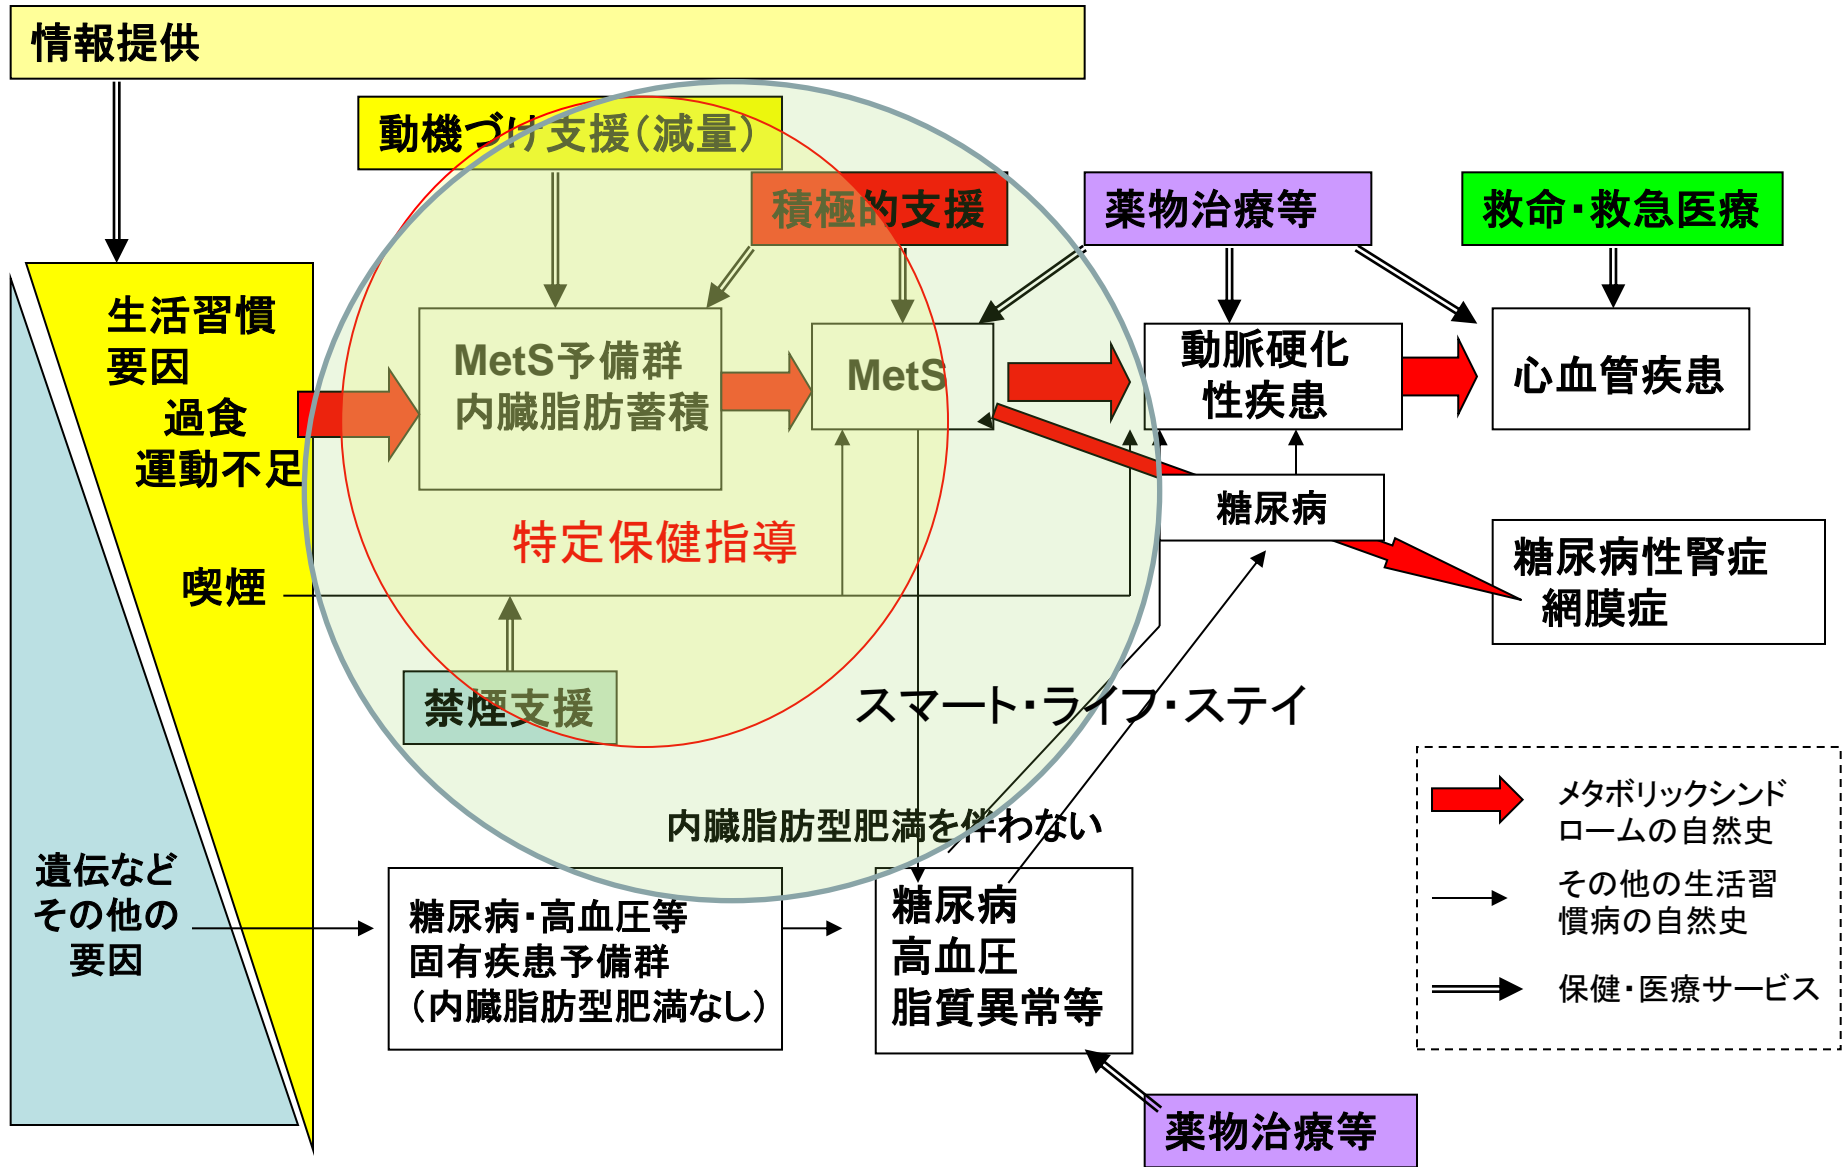 情報提供
動機づけ支援（減量）
積極的支援
薬物治療等
救命・救急医療
生活習慣
要因
過食
運動不足
MetS予備群
内臓脂肪蓄積
MetS
動脈硬化
性疾患
心血管疾患
糖尿病
特定保健指導
糖尿病性腎症
網膜症
喫煙
禁煙支援
スマート・ライフ・ステイ
内臓脂肪型肥満を伴わない
遺伝など
その他の
要因
糖尿病・高血圧等
固有疾患予備群
（内臓脂肪型肥満なし）
糖尿病
高血圧
脂質異常等
薬物治療等
メタボリックシンド
ロームの自然史
その他の生活習
慣病の自然史
保健・医療サービス